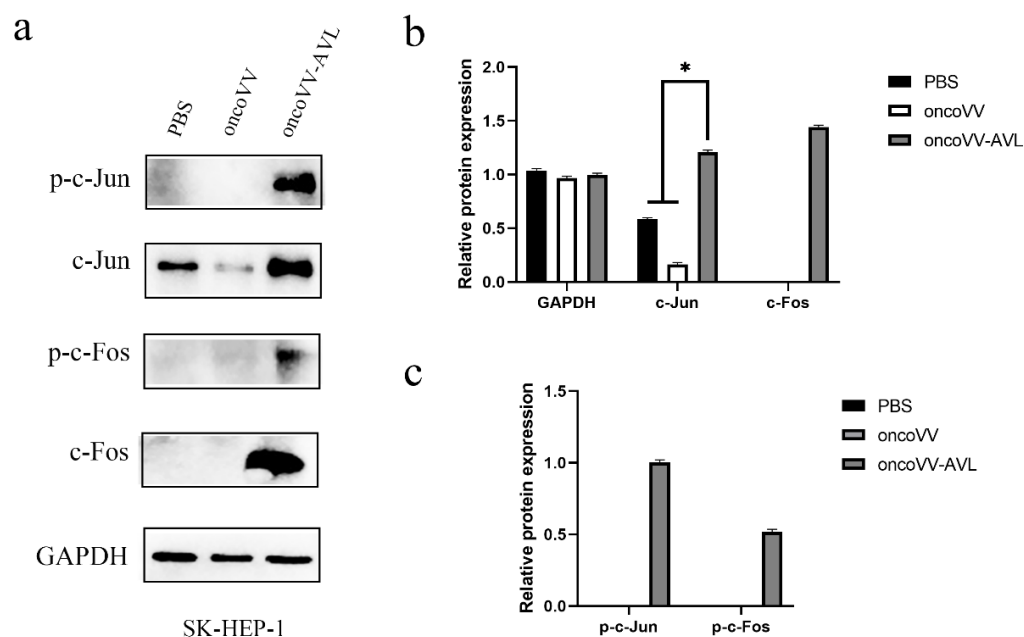 a
PBS
oncoVV
oncoVV-AVL
p-c-Jun
c-Jun
p-c-Fos
c-Fos
GAPDH
SK-HEP-1
b
Relative protein expression
2.0
1.5
1.0
0.5
0.0
*
GAPDH
c-Jun
c-Fos
PBS
oncoVV
oncoVV-AVL
c
Relative protein expression
1.5
1.0
0.5
0.0
p-c-Jun
p-c-Fos
PBS
oncoVV
oncoVV-AVL